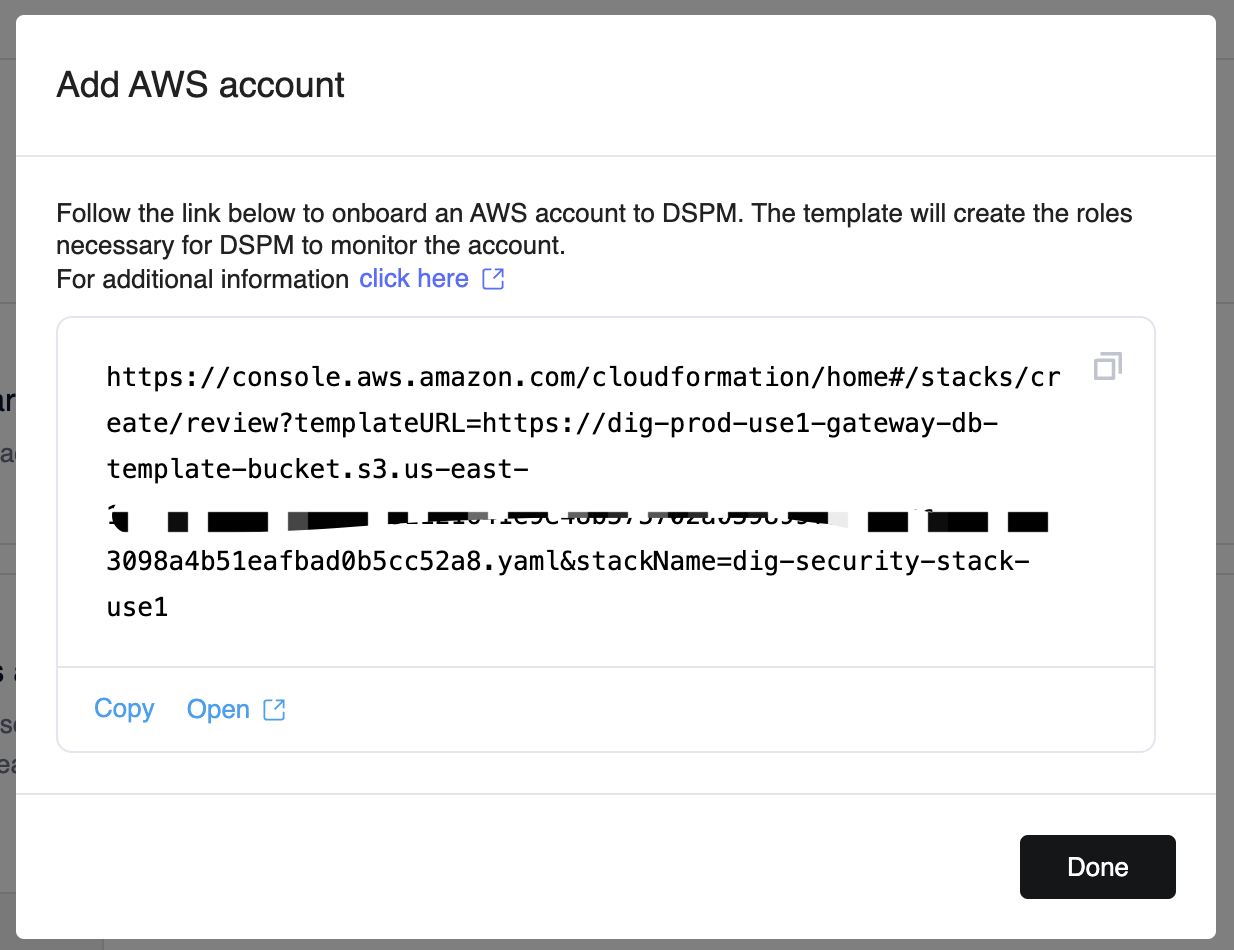 Add AWS account
Follow the link below to onboard an AWS account to DSPM. The template will create the roles
necessary for DSPM to monitor the account.
For additional information click here
https://console.aws.amazon.com/cloudformation/home#/stacks/cr
eate/review?templateURL=https://dig-prod-use1-gateway-db-
template-bucket.s3.us-east-
3098a4b51eafbad0b5cc52a8.yaml&stackName=dig-security-stack-
use1
Copy Open
Done